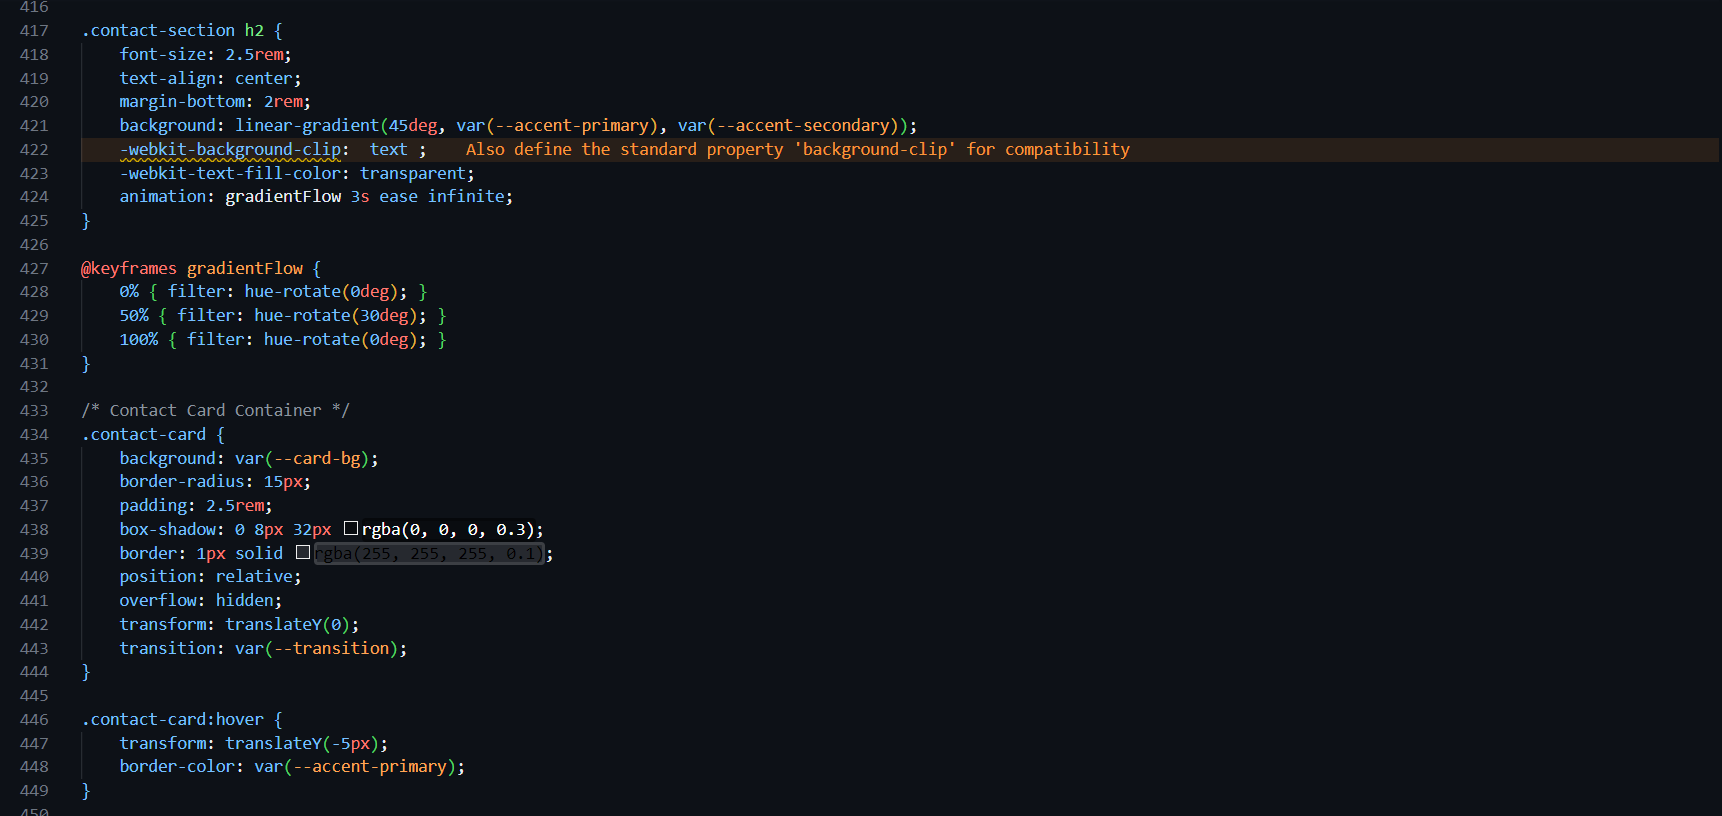 416
417 .contact-section h2 {
418 font-size: 2.5rem;
419 text-align: center;
420 margin-bottom: 2rem;
421 background: linear-gradient(45deg, var(--accent-primary), var(--accent-secondary));
422 -webkit-background-clip:  text ;    Also define the standard property 'background-clip' for compatibility
423 -webkit-text-fill-color: transparent;
424 animation: gradientFlow 3s ease infinite;
425 }
426
427 @keyframes gradientFlow {
428 0% { filter: hue-rotate(0deg); }
429 50% { filter: hue-rotate(30deg); }
430 100% { filter: hue-rotate(0deg); }
431 }
432
433 /* Contact Card Container */
434 .contact-card {
435 background: var(--card-bg);
436 border-radius: 15px;
437 padding: 2.5rem;
438 box-shadow: 0 8px 32px rgba(0, 0, 0, 0.3);
439 border: 1px solid rgba(255, 255, 255, 0.1);
440 position: relative;
441 overflow: hidden;
442 transform: translateY(0);
443 transition: var(--transition);
444 }
445
446 .contact-card:hover {
447 transform: translateY(-5px);
448 border-color: var(--accent-primary);
449 }
450